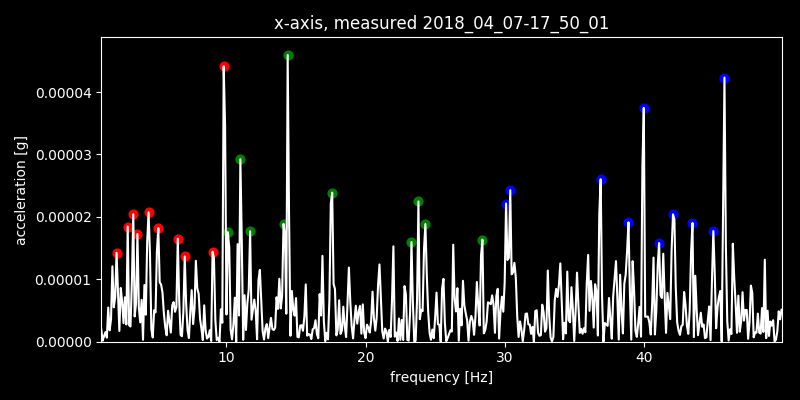 x-axis, measured 2018_04_07-17_50_01
acceleration [g]
0.00004
0.00003
0.00002
0.00001
0.00000
10 20 30 40
frequency [Hz]